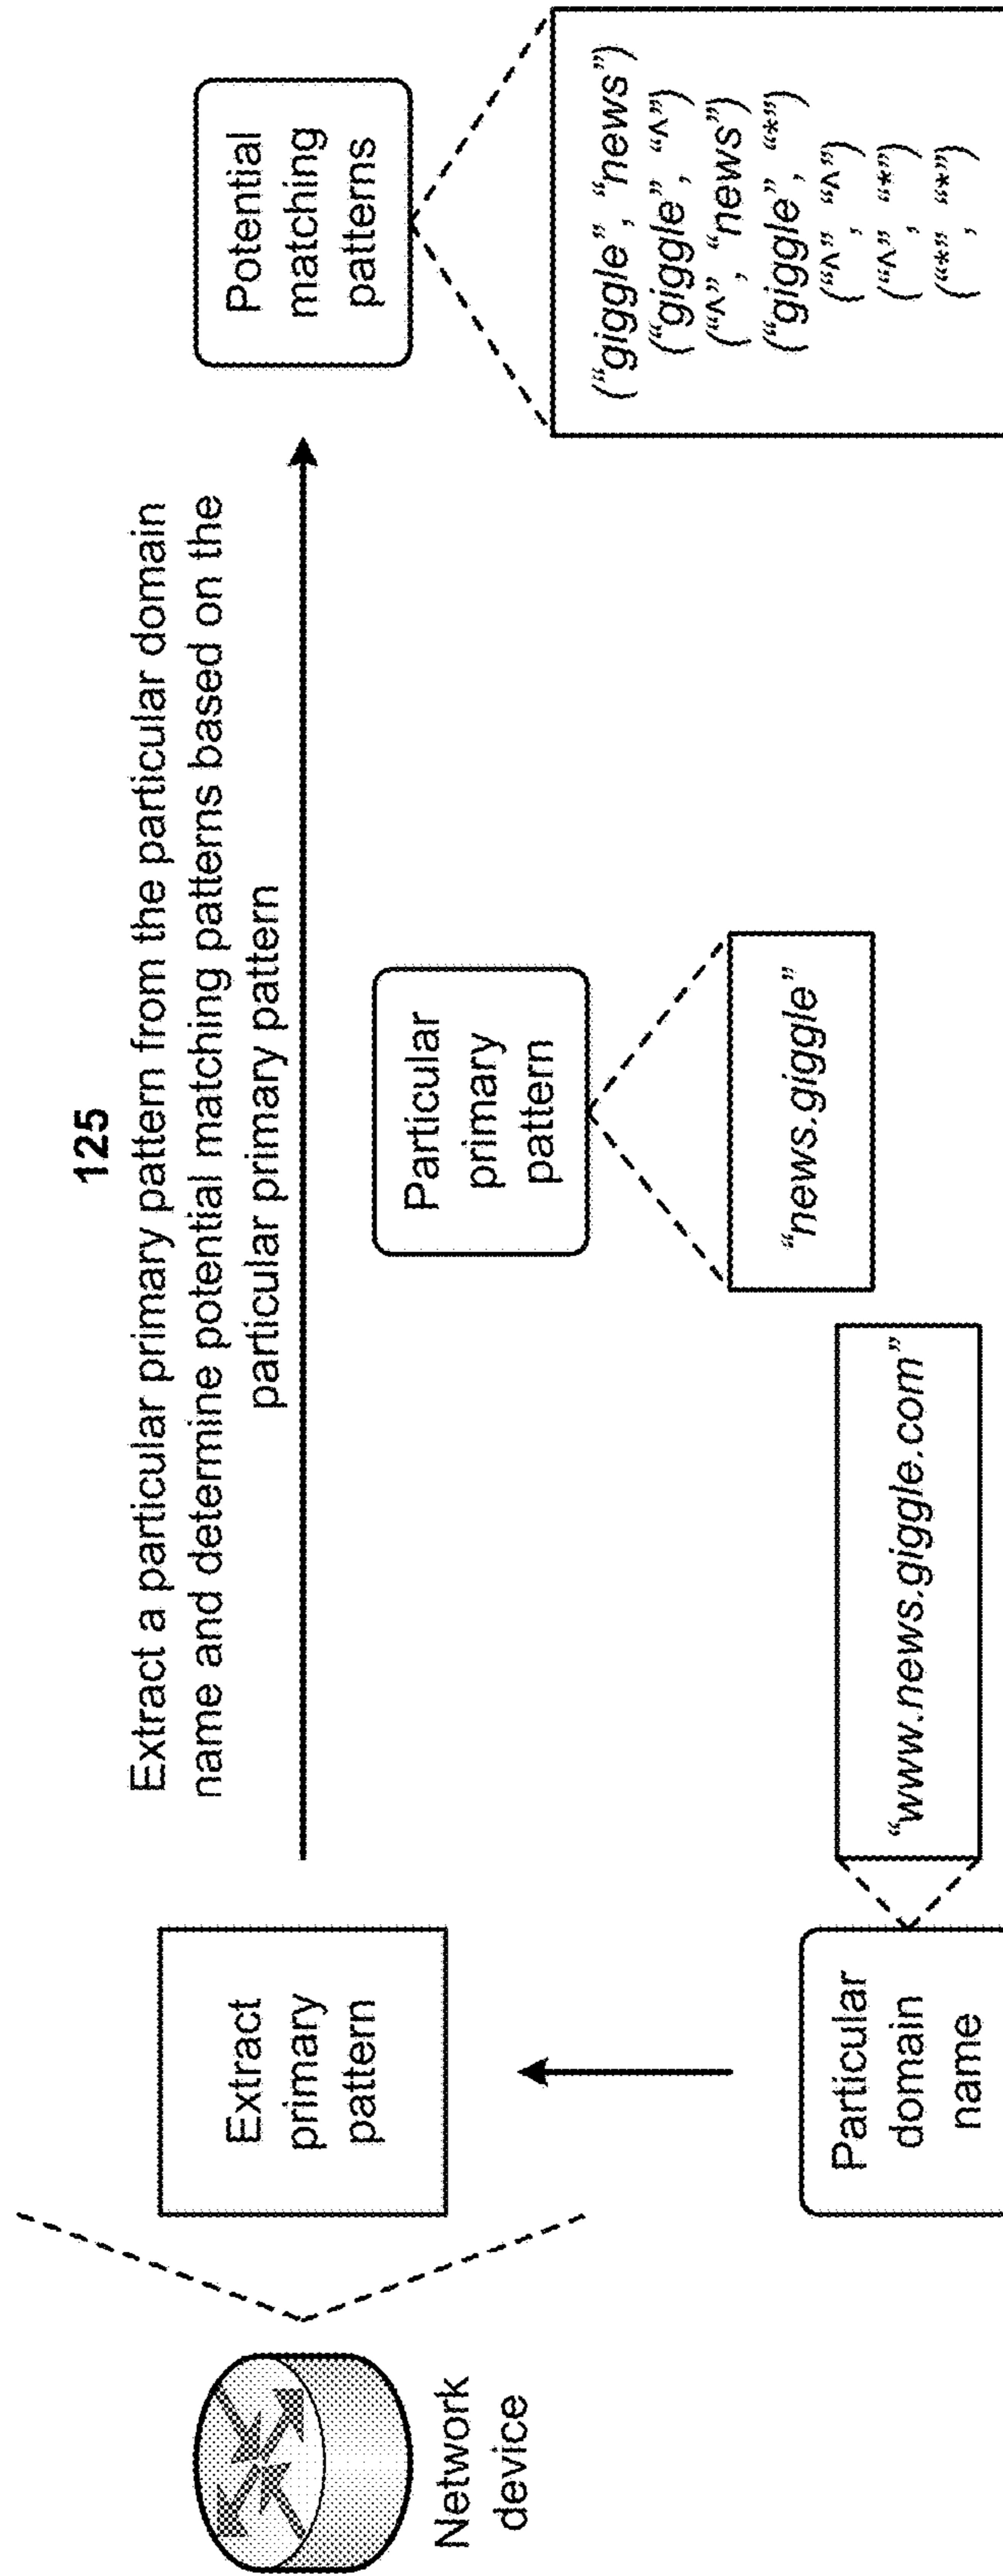 125
Extract a particular primary pattern from the particular domain
name and determine potential matching patterns based on the
particular primary pattern
Network
device
Extract
primary
pattern
Particular
domain
name
“www.news.giggle.com”
Particular
primary
pattern
“news.giggle”
Potential
matching
patterns
(“giggle”, “news”)
(“giggle”, “^”)
(“^”, “news”)
(“giggle”, “*”)
(“^”, “^”)
(“^”, “*”)
(“*”, “*”)